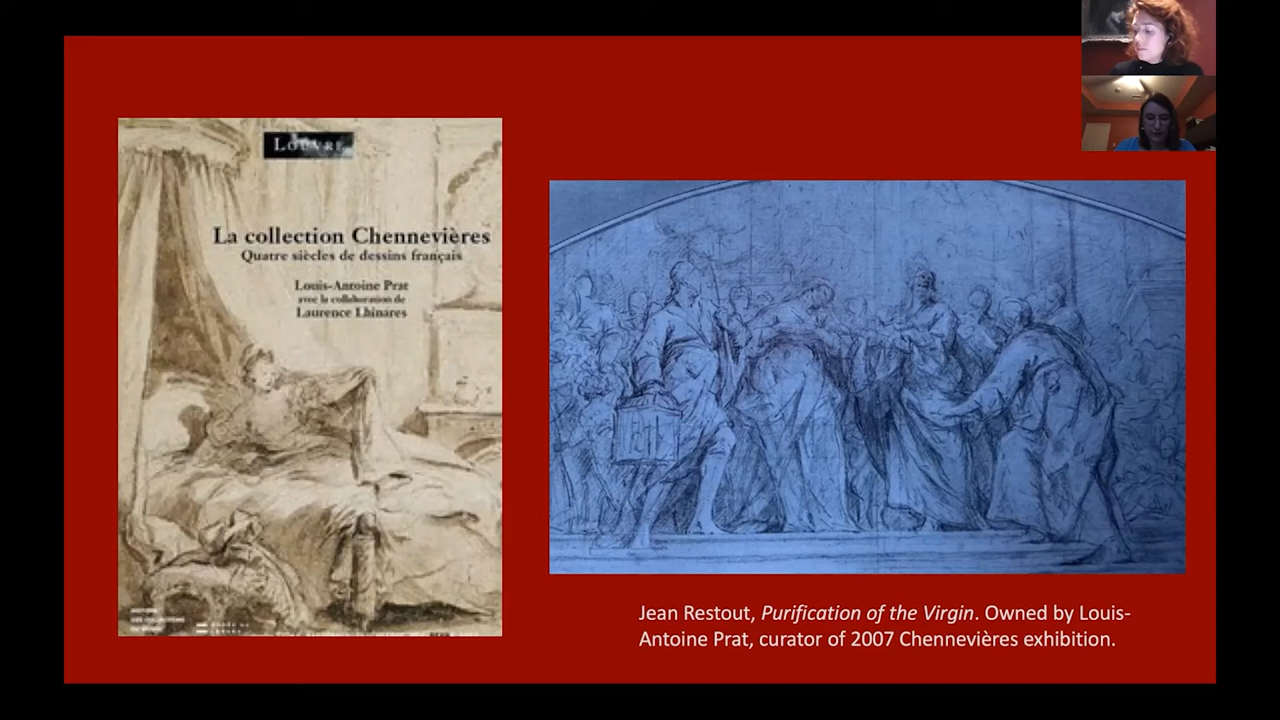 LOUVRE
La collection Chennevières
Quatre siècles de dessins français
Louis-Antoine Prat
avec la collaboration de
Laurence Lhinares
Jean Restout, Purification of the Virgin. Owned by Louis-
Antoine Prat, curator of 2007 Chennevières exhibition.